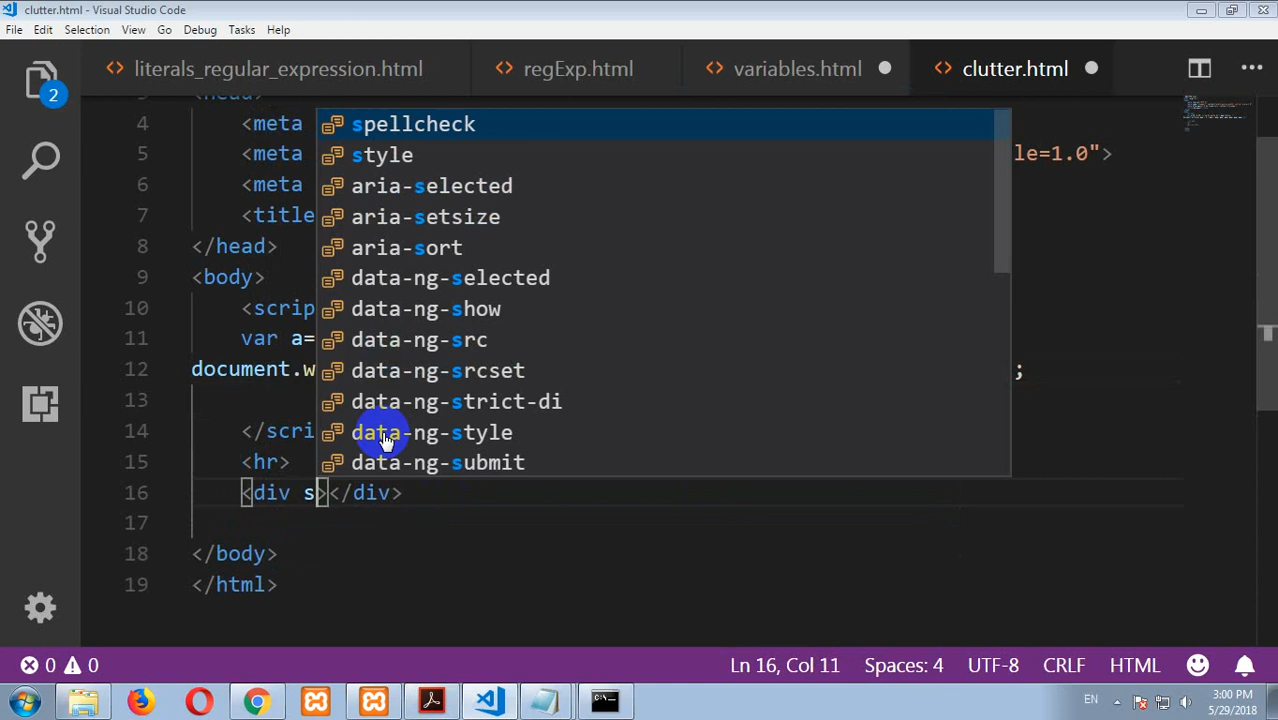 clutter.html - Visual Studio Code
File Edit Selection View Go Debug Tasks Help
literals_regular_expression.html regExp.html variables.html clutter.html
2
<head>
4 <meta le=1.0">
5 <meta
6 <meta
7 <title
8 </head>
9 <body>
10 <scrip
11 var a=
12 document.w ;
13
14 </scri
15 <hr>
16 <div s></div>
17
18 </body>
19 </html>
spellcheck
style
aria-selected
aria-setsize
aria-sort
data-ng-selected
data-ng-show
data-ng-src
data-ng-srcset
data-ng-strict-di
data-ng-style
data-ng-submit
0 0 Ln 16, Col 11 Spaces: 4 UTF-8 CRLF HTML
EN 3:00 PM
5/29/2018